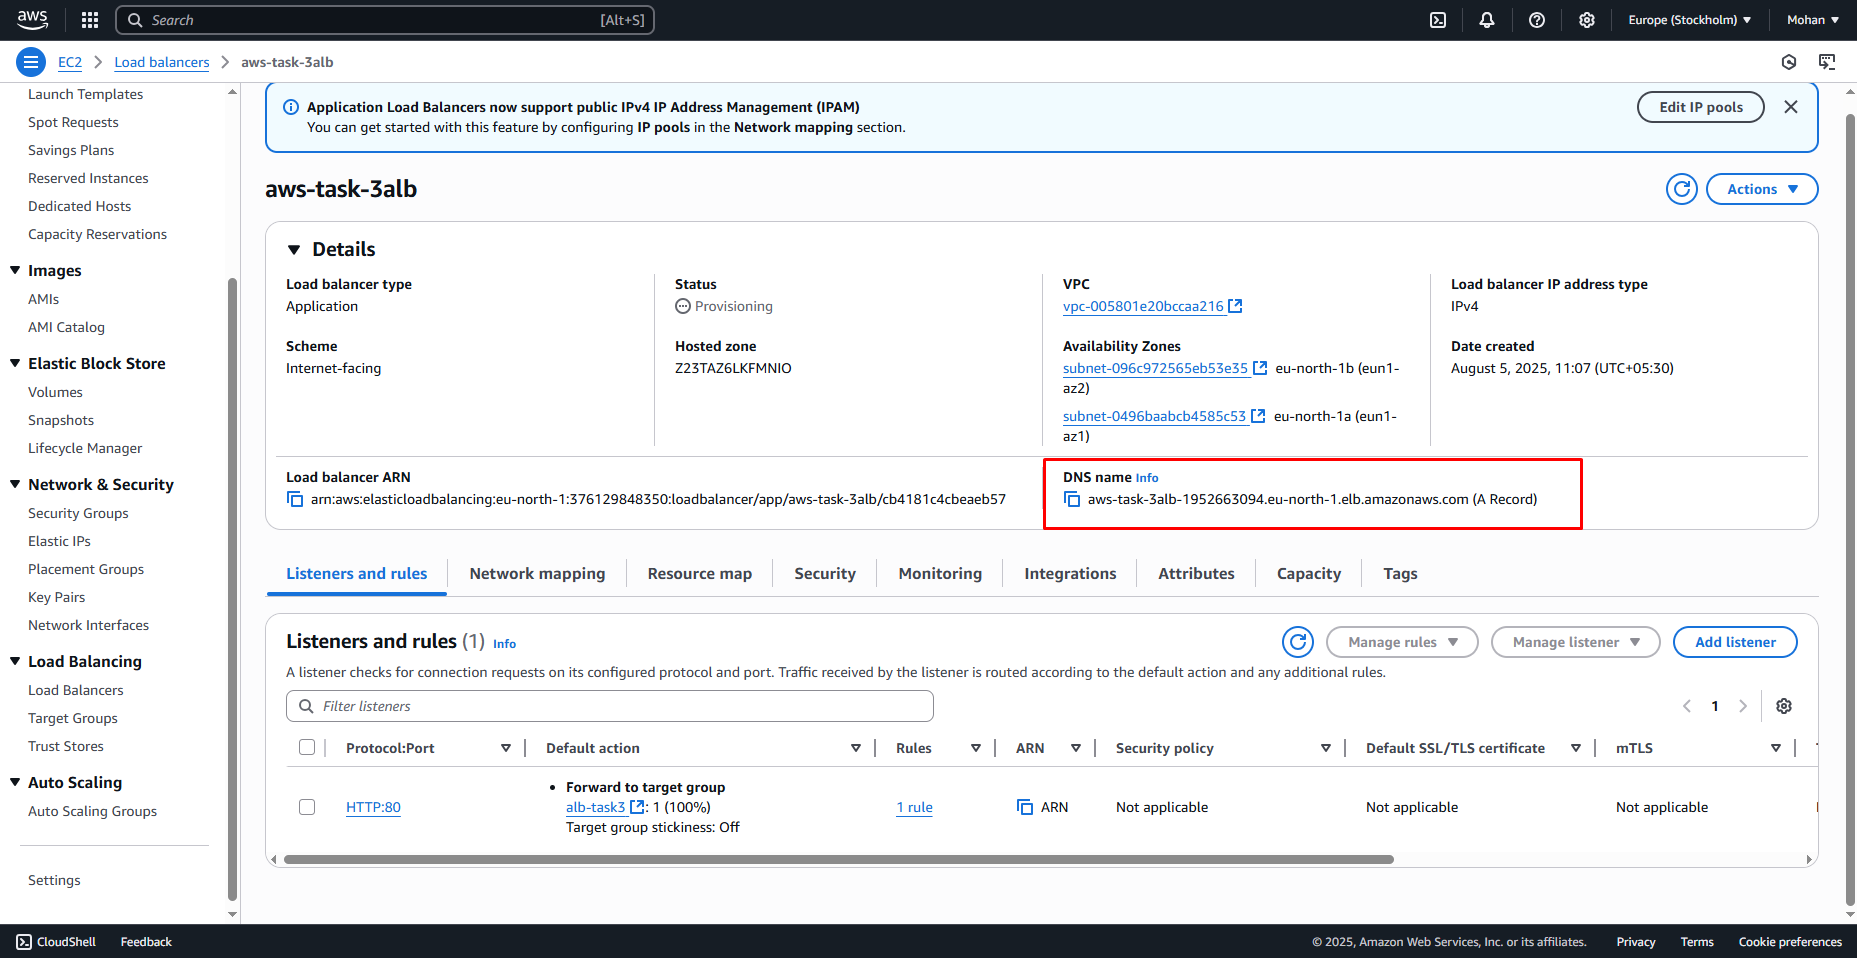 aws
Search [Alt+S]
Europe (Stockholm) Mohan
EC2 Load balancers aws-task-3alb
Launch Templates
Spot Requests
Savings Plans
Reserved Instances
Dedicated Hosts
Capacity Reservations
Images
AMIs
AMI Catalog
Elastic Block Store
Volumes
Snapshots
Lifecycle Manager
Network & Security
Security Groups
Elastic IPs
Placement Groups
Key Pairs
Network Interfaces
Load Balancing
Load Balancers
Target Groups
Trust Stores
Auto Scaling
Auto Scaling Groups
Settings
Application Load Balancers now support public IPv4 IP Address Management (IPAM)
You can get started with this feature by configuring IP pools in the Network mapping section.
Edit IP pools
aws-task-3alb
Actions
Details
Load balancer type
Application
Status
Provisioning
VPC
vpc-005801e20bccaa216
Load balancer IP address type
IPv4
Scheme
Internet-facing
Hosted zone
Z23TAZ6LKFMNIO
Availability Zones
subnet-096c972565eb53e35 eu-north-1b (eun1-
az2)
subnet-0496baabcb4585c53 eu-north-1a (eun1-
az1)
Date created
August 5, 2025, 11:07 (UTC+05:30)
Load balancer ARN
arn:aws:elasticloadbalancing:eu-north-1:376129848350:loadbalancer/app/aws-task-3alb/cb4181c4cbeaeb57
DNS name Info
aws-task-3alb-1952663094.eu-north-1.elb.amazonaws.com (A Record)
Listeners and rules Network mapping Resource map Security Monitoring Integrations Attributes Capacity Tags
Listeners and rules (1) Info
Manage rules Manage listener Add listener
A listener checks for connection requests on its configured protocol and port. Traffic received by the listener is routed according to the default action and any additional rules.
Filter listeners
1
Protocol:Port Default action Rules ARN Security policy Default SSL/TLS certificate mTLS
HTTP:80
• Forward to target group
alb-task3: 1 (100%)
Target group stickiness: Off
1 rule ARN Not applicable Not applicable Not applicable
CloudShell Feedback
© 2025, Amazon Web Services, Inc. or its affiliates. Privacy Terms Cookie preferences